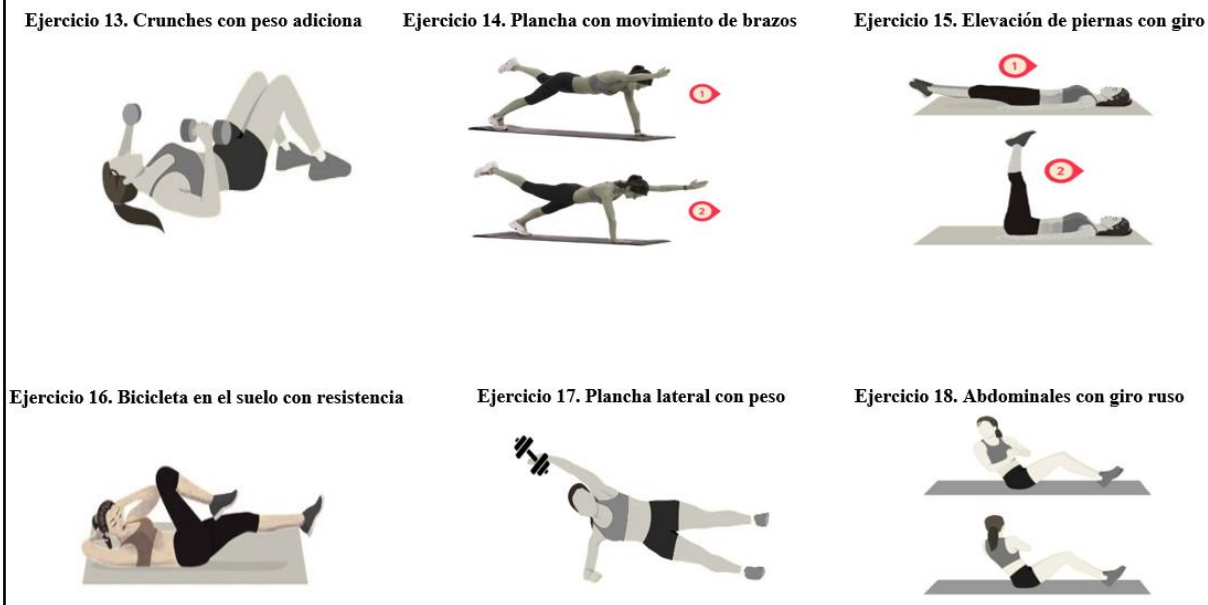 Ejercicio 13. Crunches con peso adiciona
Ejercicio 14. Plancha con movimiento de brazos
Ejercicio 15. Elevación de piernas con giro
1
2
1
2
Ejercicio 16. Bicicleta en el suelo con resistencia
Ejercicio 17. Plancha lateral con peso
Ejercicio 18. Abdominales con giro ruso